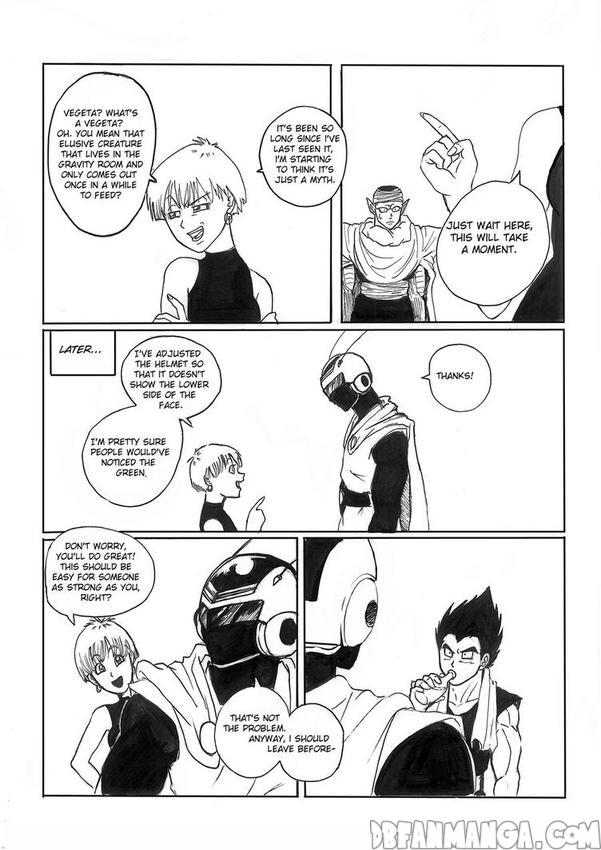 VEGETA? WHAT'S
A VEGETA?
OH. YOU MEAN THAT
ELUSIVE CREATURE
THAT LIVES IN THE
GRAVITY ROOM AND
ONLY COMES OUT
ONCE IN A WHILE
TO FEED?
IT'S BEEN SO
LONG SINCE I'VE
LAST SEEN IT,
I'M STARTING
TO THINK IT'S
JUST A MYTH.
JUST WAIT HERE,
THIS WILL TAKE
A MOMENT.
LATER...
I'VE ADJUSTED
THE HELMET SO
THAT IT DOESN'T
SHOW THE LOWER
SIDE OF THE
FACE.
I'M PRETTY SURE
PEOPLE WOULD'VE
NOTICED THE
GREEN.
THANKS!
DON'T WORRY,
YOU'LL DO GREAT!
THIS SHOULD BE
EASY FOR SOMEONE
AS STRONG AS YOU,
RIGHT?
THAT'S NOT
THE PROBLEM.
ANYWAY, I SHOULD
LEAVE BEFORE-
DBFANMANGA.COM